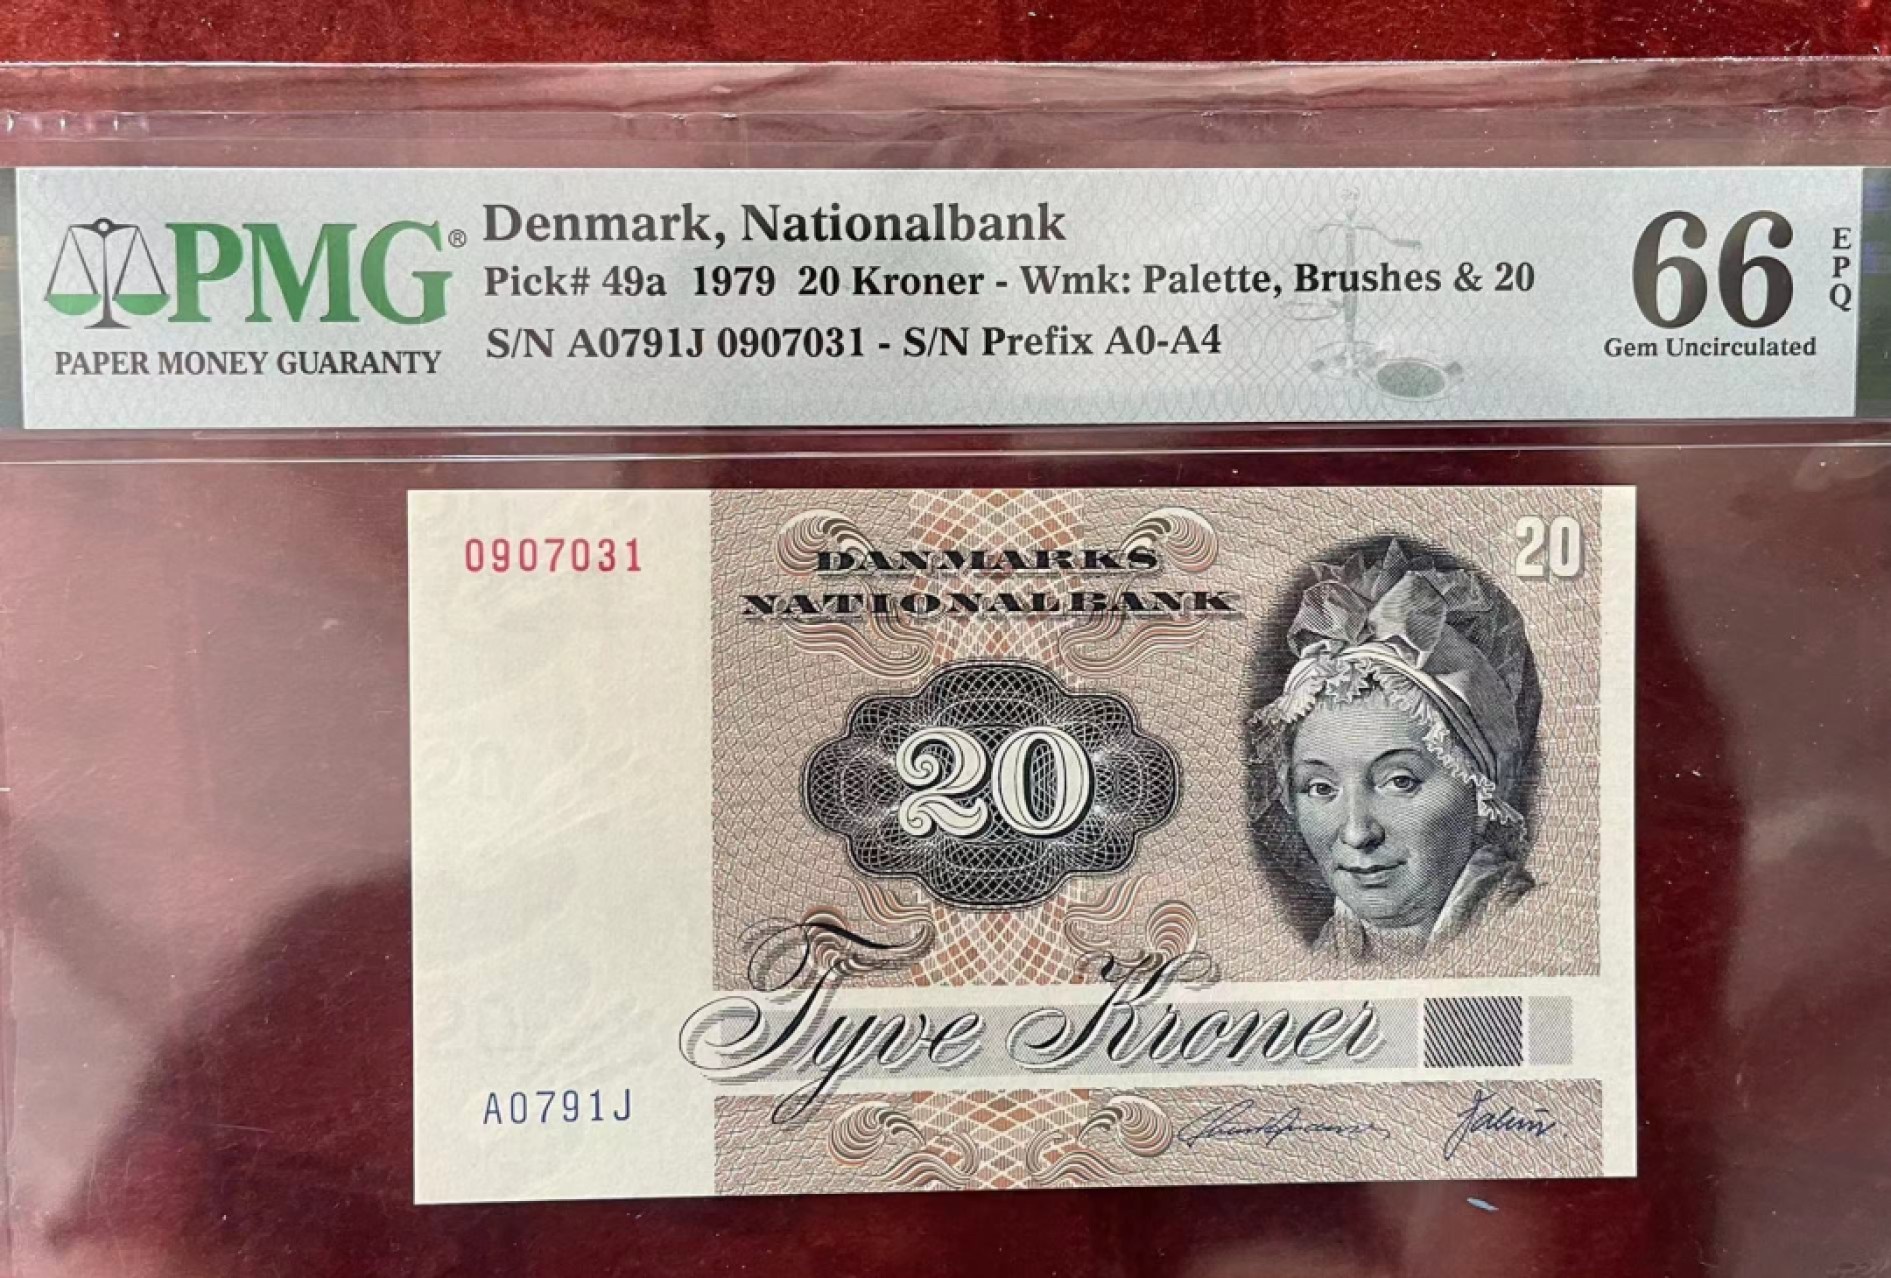 PMG®
PAPER MONEY GUARANTY
Denmark, Nationalbank
Pick# 49a 1979 20 Kroner - Wmk: Palette, Brushes & 20
S/N A0791J 0907031 - S/N Prefix A0-A4
66
EPQ
Gem Uncirculated
0907031
DANMARKS
NATIONALBANK
20
20
Tyve Kroner
A0791J